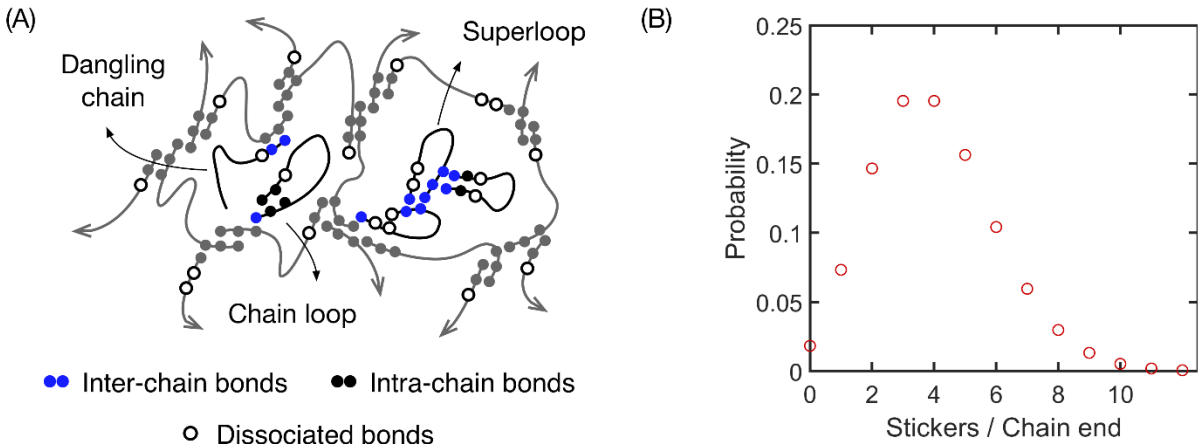 (A)
Dangling
chain
Superloop
Chain loop
Inter-chain bonds
Intra-chain bonds
Dissociated bonds
(B)
0.25
0.2
0.15
0.1
0.05
0
0 2 4 6 8 10
Probability
Stickers / Chain end